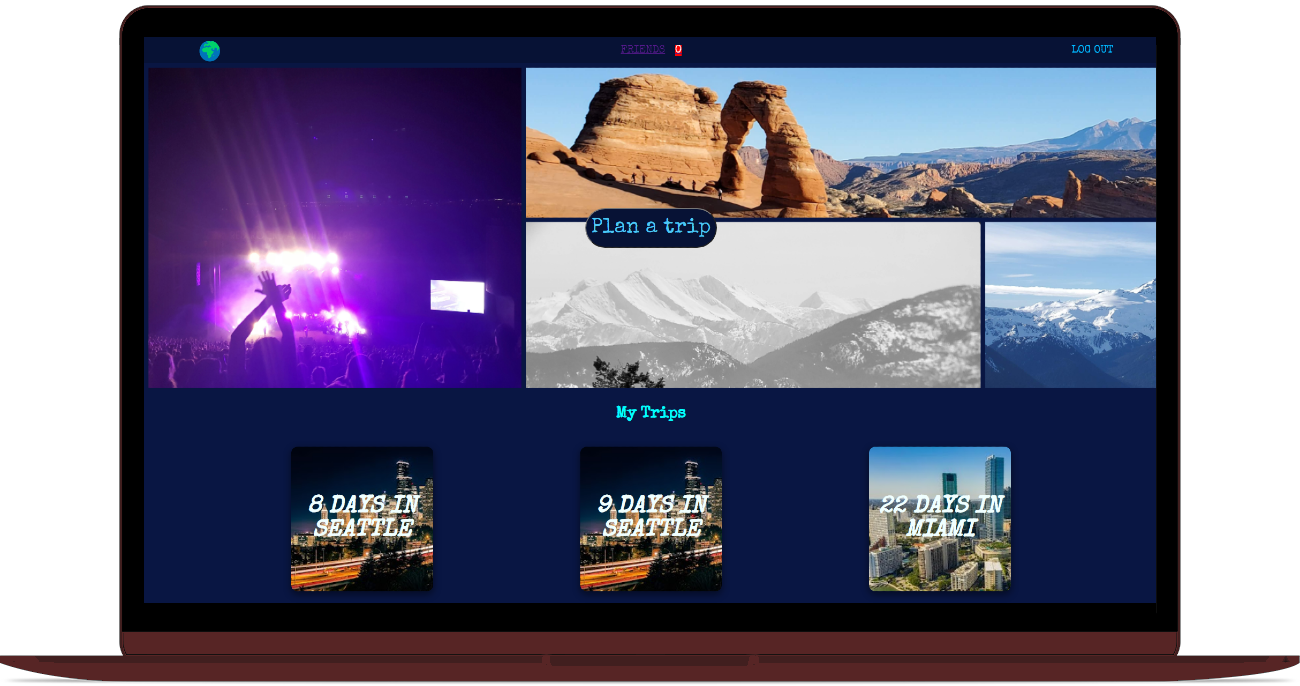 FRIENDS 0
LOG OUT
Plan a trip
My Trips
8 DAYS IN
SEATTLE
9 DAYS IN
SEATTLE
22 DAYS IN
MIAMI